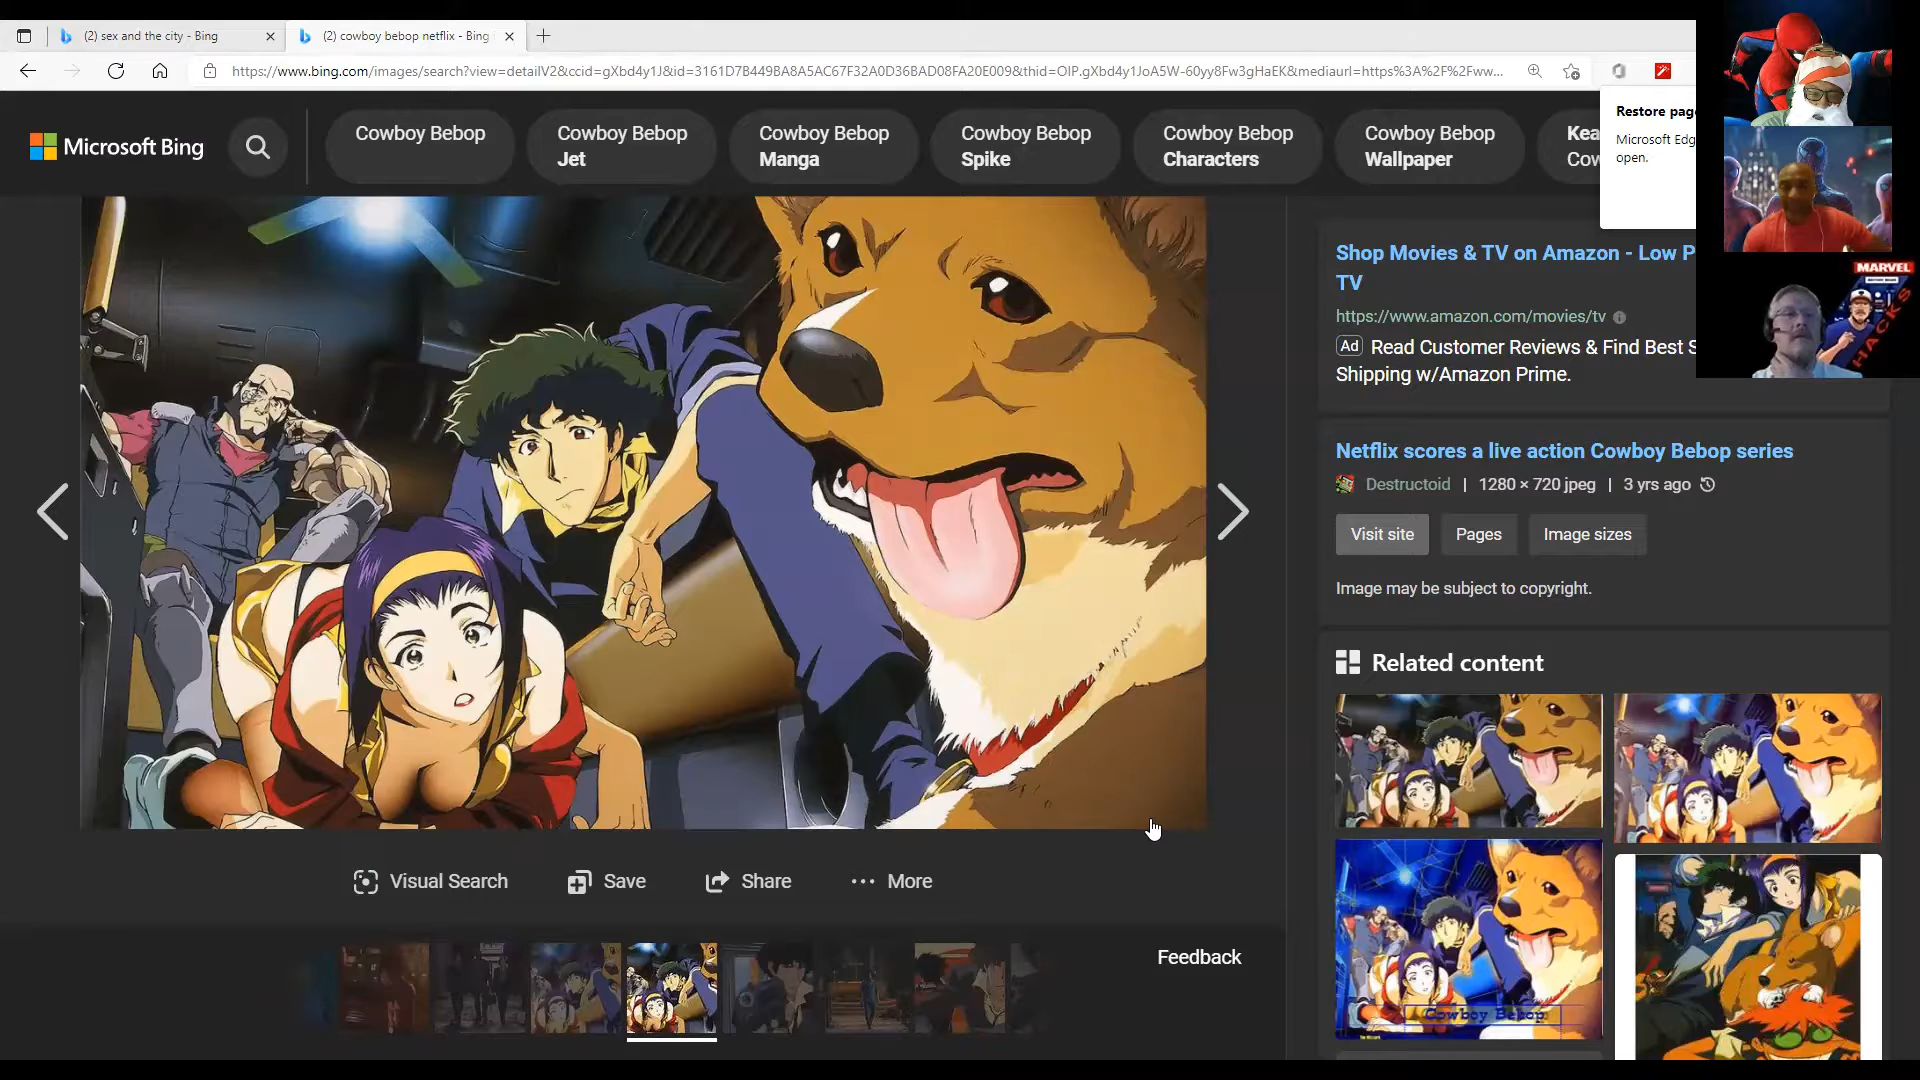 (2) sex and the city - Bing
(2) cowboy bebop netflix - Bing
https://www.bing.com/images/search?view=detailV2&ccid=gXbd4y1J&id=3161D7B449BA8A5AC67F32A0D36BAD08FA20E009&thid=OIP.gXbd4y1JoA5W-60yy8Fw3gHaEK&mediaurl=https%3A%2F%2Fww...
Restore pag
Microsoft Edg
open.
Microsoft Bing
Cowboy Bebop
Cowboy Bebop
Jet
Cowboy Bebop
Manga
Cowboy Bebop
Spike
Cowboy Bebop
Characters
Cowboy Bebop
Wallpaper
Kea
Cow
MARVEL
HACKS
Shop Movies & TV on Amazon - Low P
TV
https://www.amazon.com/movies/tv
Ad Read Customer Reviews & Find Best S
Shipping w/Amazon Prime.
Netflix scores a live action Cowboy Bebop series
Destructoid | 1280 × 720 jpeg | 3 yrs ago
Visit site
Pages
Image sizes
Image may be subject to copyright.
Related content
Cowboy Bebop
Visual Search
Save
Share
More
Feedback